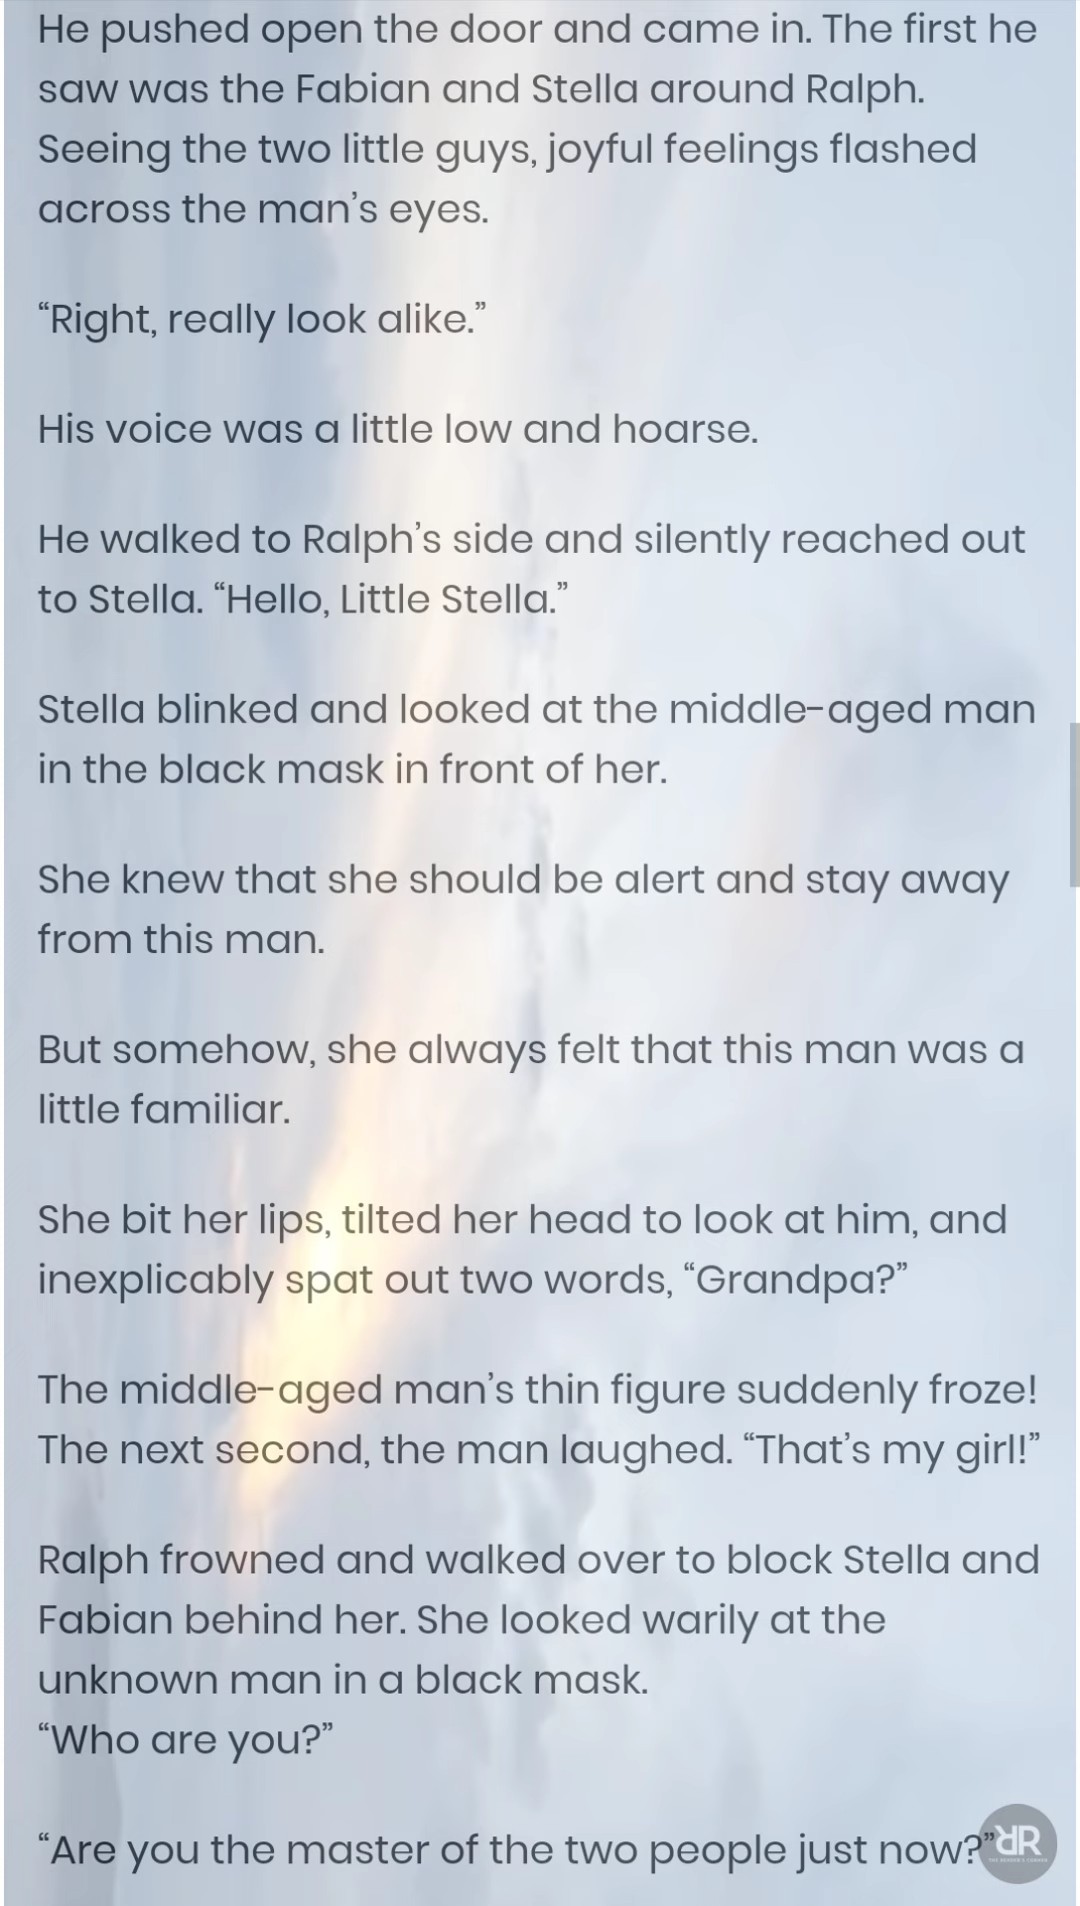 He pushed open the door and came in. The first he
saw was the Fabian and Stella around Ralph.
Seeing the two little guys, joyful feelings flashed
across the man’s eyes.
“Right, really look alike.”
His voice was a little low and hoarse.
He walked to Ralph’s side and silently reached out
to Stella. “Hello, Little Stella.”
Stella blinked and looked at the middle-aged man
in the black mask in front of her.
She knew that she should be alert and stay away
from this man.
But somehow, she always felt that this man was a
little familiar.
She bit her lips, tilted her head to look at him, and
inexplicably spat out two words, “Grandpa?”
The middle-aged man’s thin figure suddenly froze!
The next second, the man laughed. “That’s my girl!”
Ralph frowned and walked over to block Stella and
Fabian behind her. She looked warily at the
unknown man in a black mask.
“Who are you?”
“Are you the master of the two people just now?”